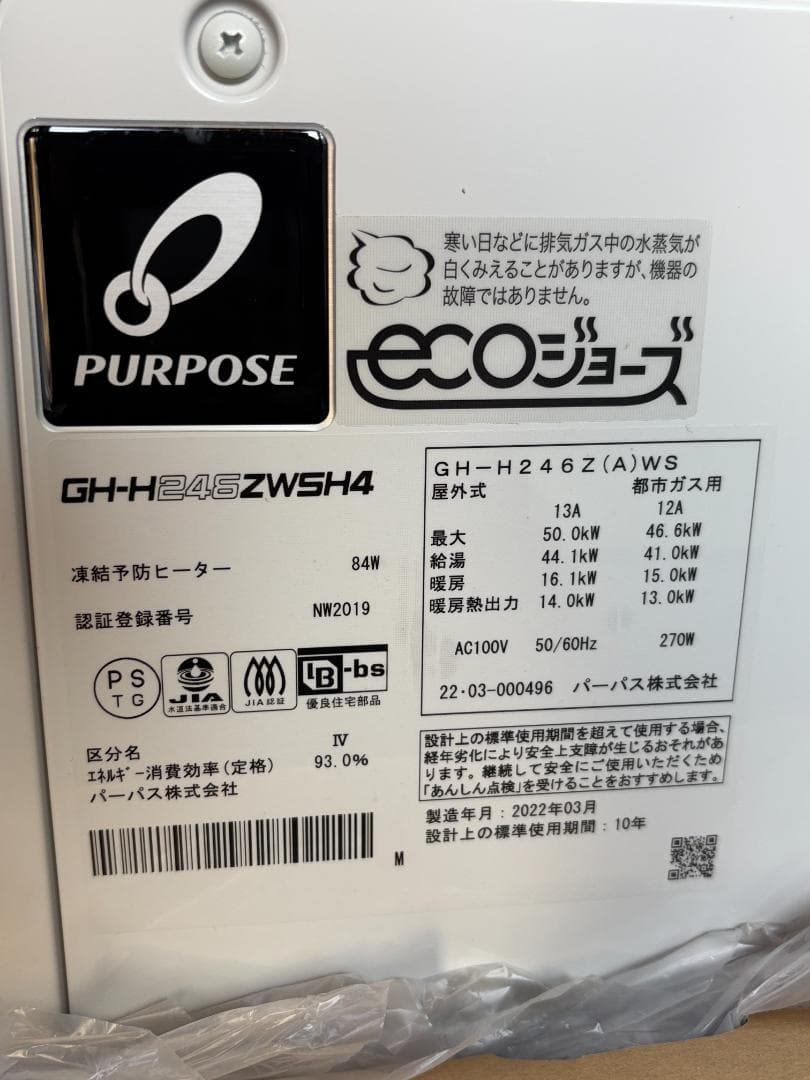 PURPOSE
寒い日などに排気ガス中の水蒸気が
白くみえることがありますが、機器の
故障ではありません。
ecoジョーズ
GH-H246ZWSH4
凍結予防ヒーター 84W
認証登録番号 NW2019
PS
TG
JIA
水道法基準適合
JIA認証
BL-bs
優良住宅部品
区分名 Ⅳ
エネルギー消費効率(定格) 93.0%
パーパス株式会社
M
GH-H246Z(A)WS
屋外式 都市ガス用
13A 12A
最大 50.0kW 46.6kW
給湯 44.1kW 41.0kW
暖房 16.1kW 15.0kW
暖房熱出力 14.0kW 13.0kW
AC100V 50/60Hz 270W
22・03-000496 パーパス株式会社
設計上の標準使用期間を超えて使用する場合、
経年劣化により安全上支障が生じるおそれがあ
ります。継続して安全にご使用いただくため
「あんしん点検」を受けることをおすすめします。
製造年月：2022年03月
設計上の標準使用期間：10年